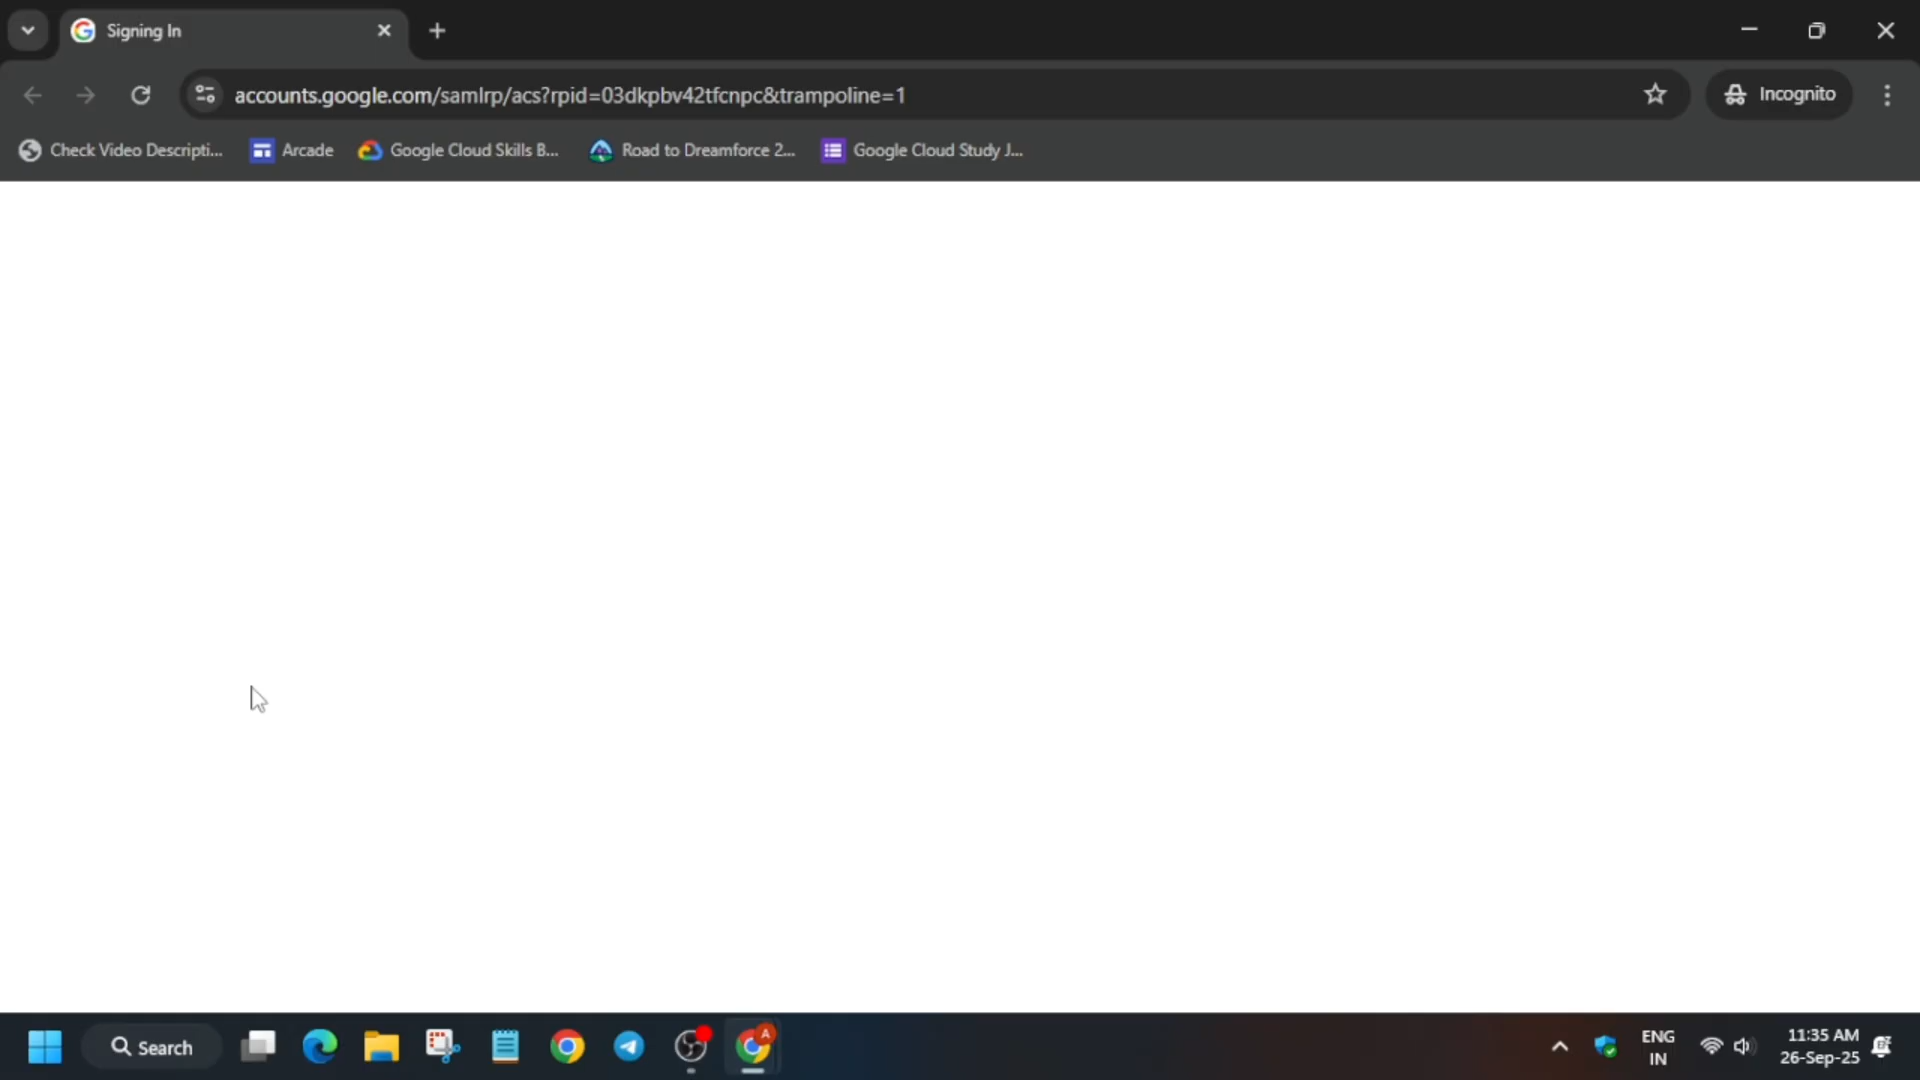 Signing In
accounts.google.com/samlrp/acs?rpid=03dkpbv42tfcnpc&trampoline=1
Incognito
Check Video Descripti...
Arcade
Google Cloud Skills B...
Road to Dreamforce 2...
Google Cloud Study J...
Search
A
ENG
IN
11:35 AM
26-Sep-25